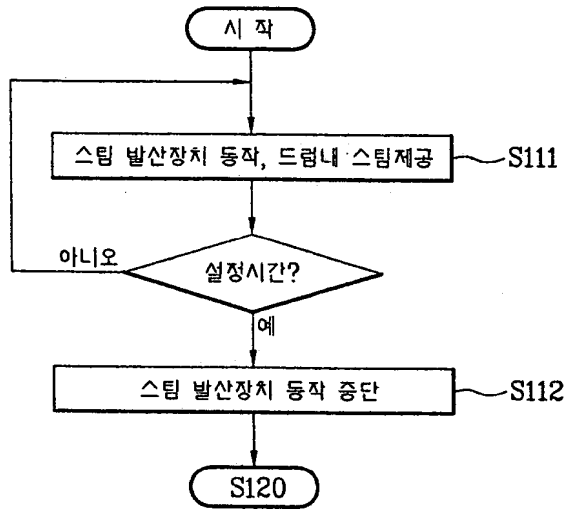 시 작
스팀 발산장치 동작, 드럼내 스팀제공
S111
아니오
설정시간?
예
스팀 발산장치 동작 중단
S112
S120